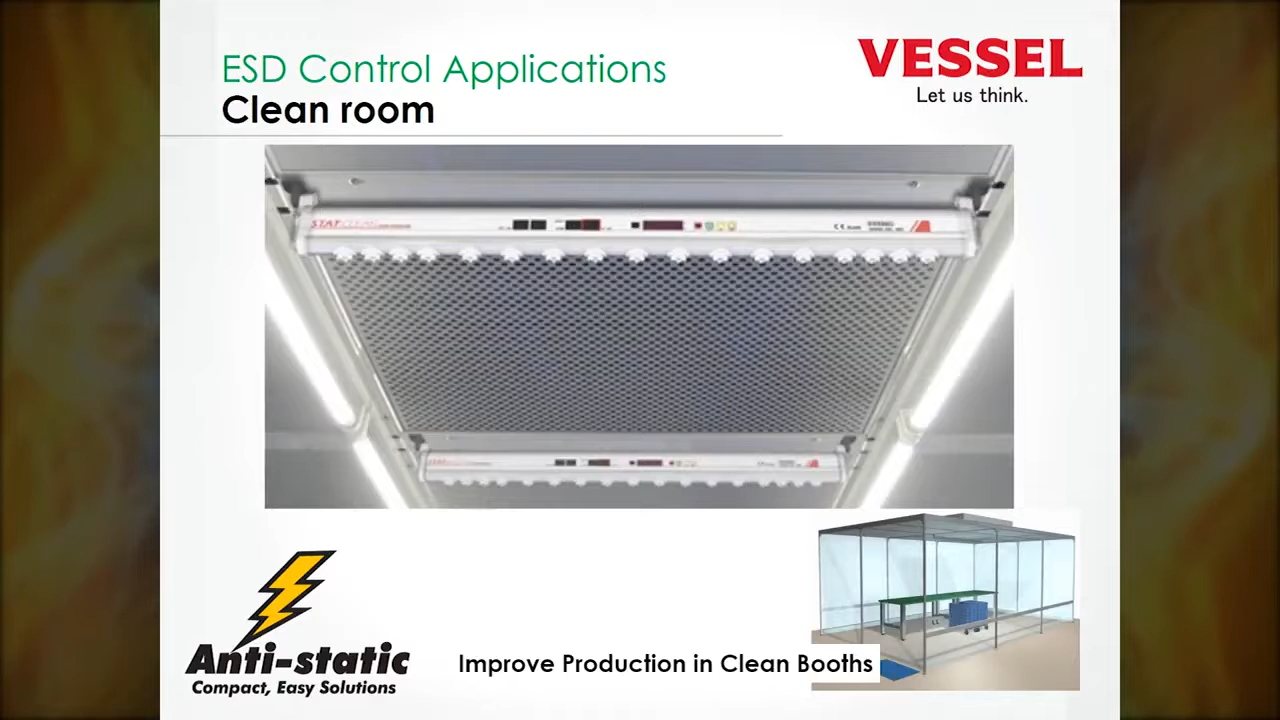 ESD Control Applications
Clean room
VESSEL
Let us think.
STATCLEAN
Anti-static
Compact, Easy Solutions
Improve Production in Clean Booths